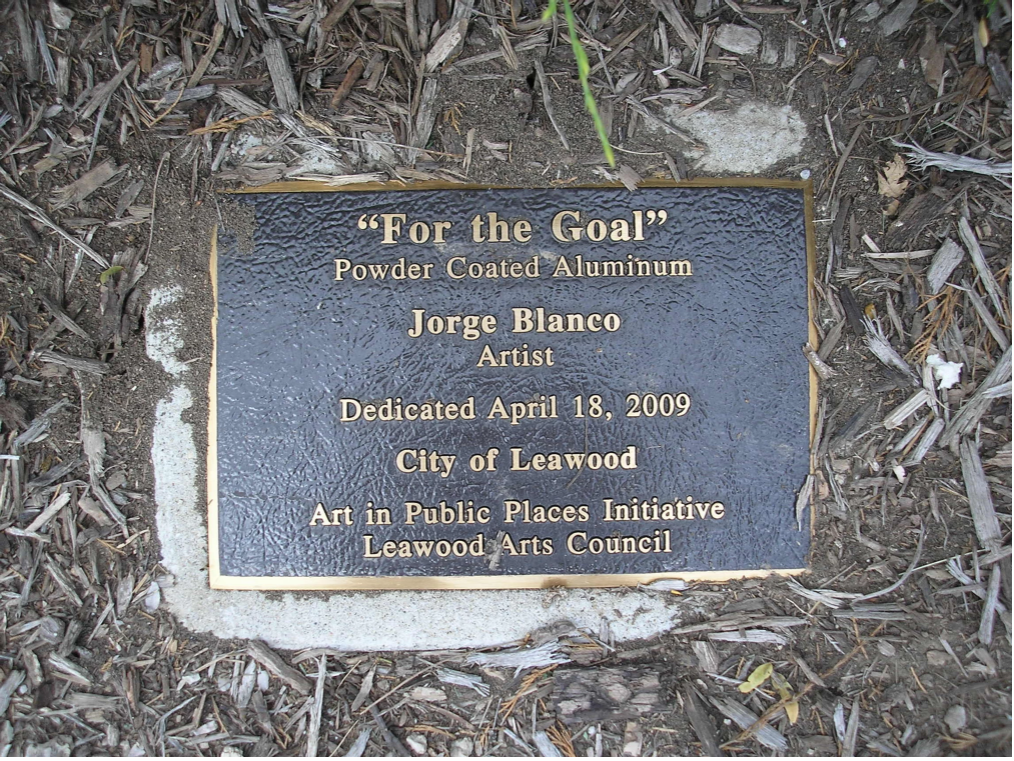 “For the Goal”
Powder Coated Aluminum
Jorge Blanco
Artist
Dedicated April 18, 2009
City of Leawood
Art in Public Places Initiative
Leawood Arts Council